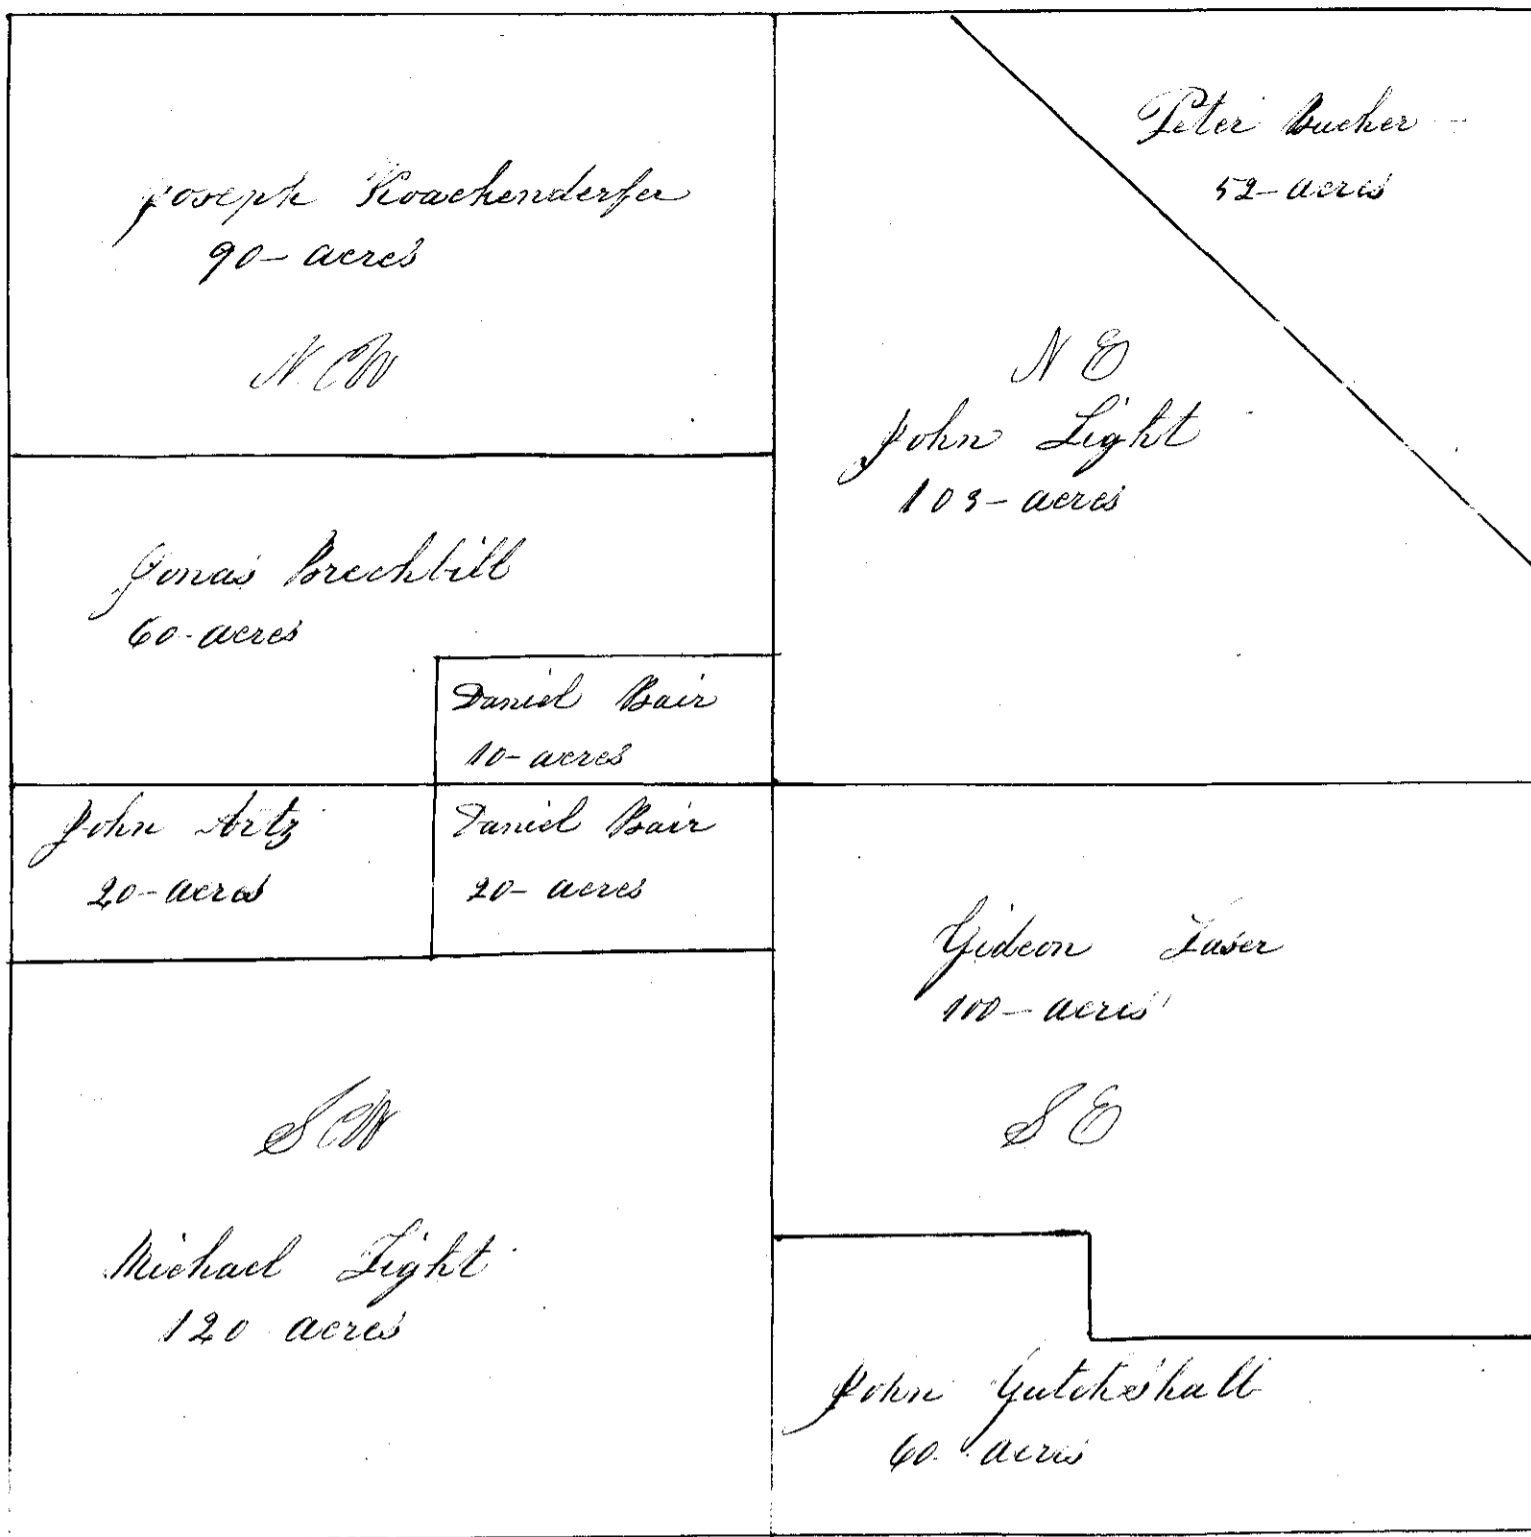 Joseph Koachenderfer
90- acres
N. W
Peter Bucher
52- acres
N E
John Light
103- acres
Jonas Brechbill
60- acres
Daniel Bair
10- acres
John Artz
20- acres
Daniel Bair
20- acres
Gideon Laser
100- acres
S E
S W
Michael Light
120 acres
John Gutcheshall
60. acres